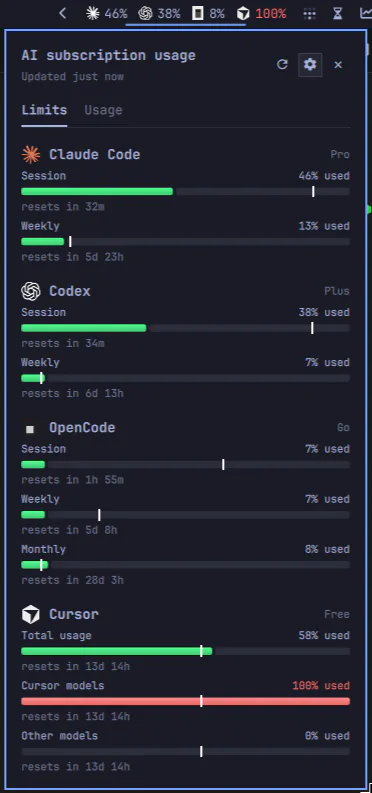 46% 38% 8% 100%
AI subscription usage
Updated just now
Limits Usage
Claude Code Pro
Session 46% used
resets in 32m
Weekly 13% used
resets in 5d 23h
Codex Plus
Session 38% used
resets in 34m
Weekly 7% used
resets in 6d 13h
OpenCode Go
Session 7% used
resets in 1h 55m
Weekly 7% used
resets in 5d 8h
Monthly 8% used
resets in 28d 3h
Cursor Free
Total usage 58% used
resets in 13d 14h
Cursor models 100% used
resets in 13d 14h
Other models 0% used
resets in 13d 14h